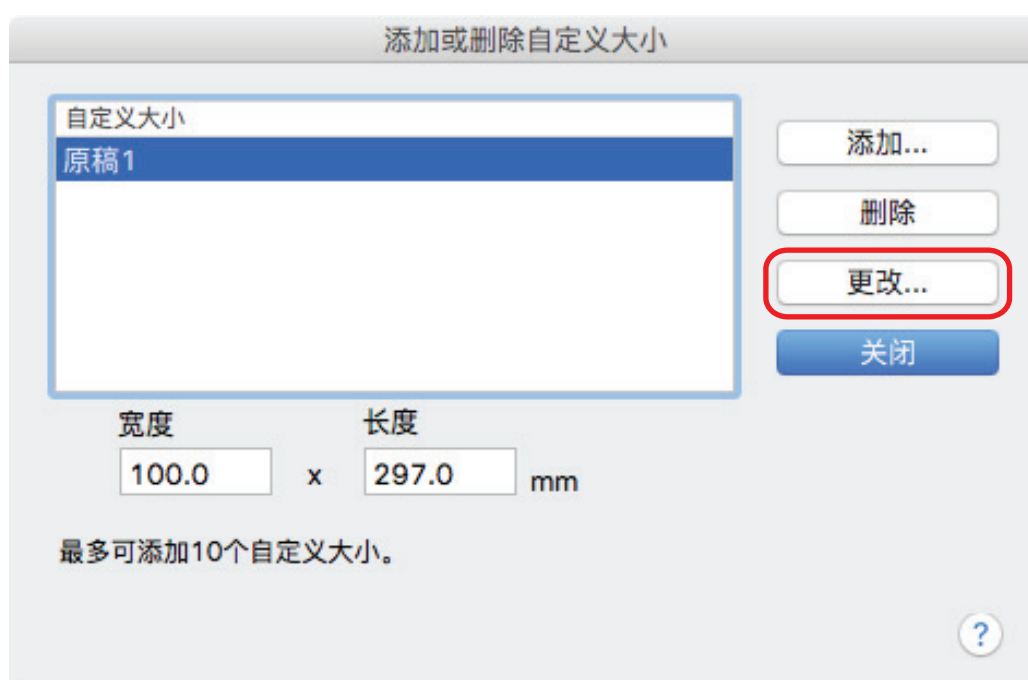 添加或删除自定义大小
自定义大小
原稿1
添加...
删除
更改...
关闭
宽度
长度
100.0 x 297.0 mm
最多可添加10个自定义大小。
?